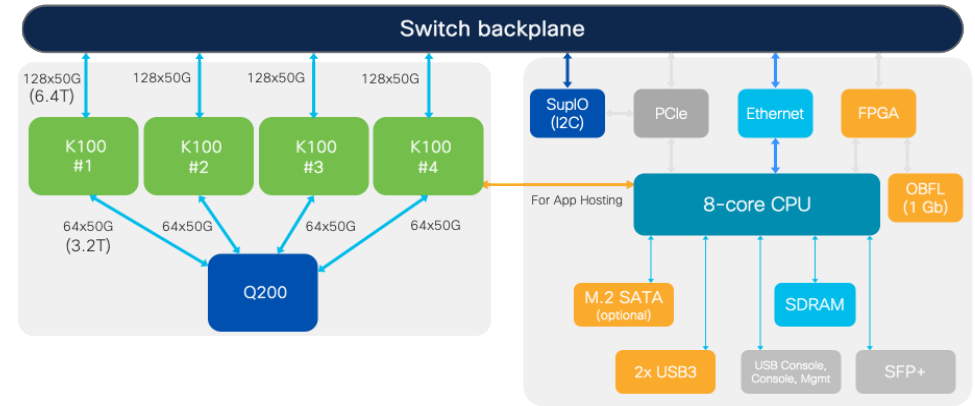 Switch backplane
128x50G
(6.4T)
128x50G
128x50G
128x50G
SupIO
(I2C)
PCIe
Ethernet
FPGA
K100
#1
K100
#2
K100
#3
K100
#4
For App Hosting
8-core CPU
OBFL
(1 Gb)
64x50G
(3.2T)
64x50G
64x50G
64x50G
Q200
M.2 SATA
(optional)
SDRAM
2x USB3
USB Console,
Console, Mgmt
SFP+